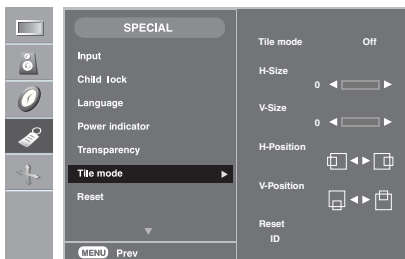 SPECIAL
Input
Child lock
Language
Power indicator
Transparency
Tile mode
Reset
MENU Prev
Tile mode Off
H-Size
0
V-Size
0
H-Position
V-Position
Reset
ID